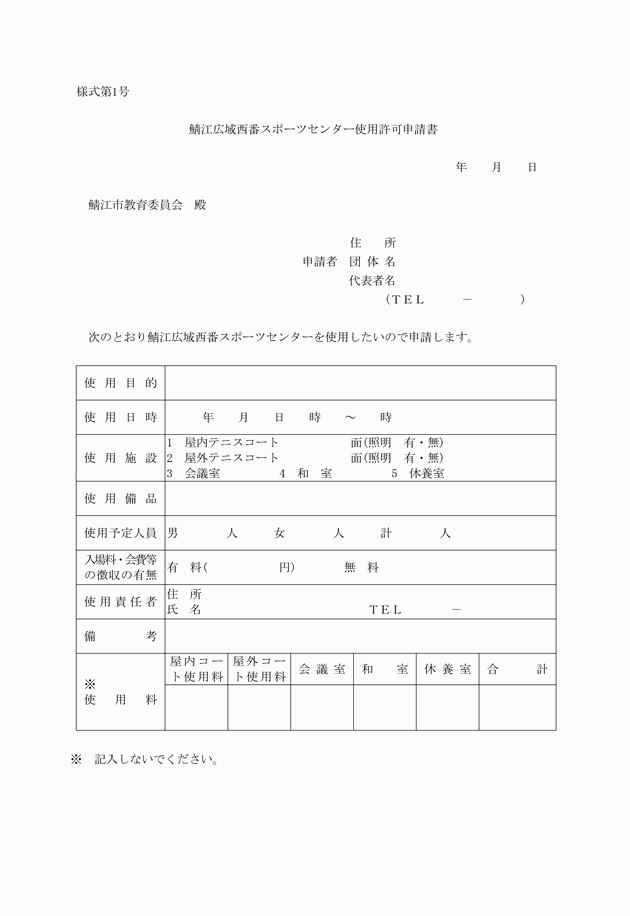 様式第1号
鯖江広域西番スポーツセンター使用許可申請書
年　　月　　日
鯖江市教育委員会　殿
住　　所
申請者　団 体 名
代表者名
(ＴＥＬ　　　－　　　　)
次のとおり鯖江広域西番スポーツセンターを使用したいので申請します。
使 用 目 的
使 用 日 時　　　年　　月　　日　　時　　～　　時
使 用 施 設
1　屋内テニスコート　　　　　　面(照明　有・無)
2　屋外テニスコート　　　　　　面(照明　有・無)
3　会議室　　　　　4　和　室　　　　　5　休養室
使 用 備 品
使用予定人員　男　　　　人　　　女　　　　人　　　計　　　　人
入場料・会費等
の徴収の有無
有　料(　　　　　　円)　　　　無　料
使用責任者
住　所
氏　名　　　　　　　　　　　　　　ＴＥＬ　　　　－
備　　　　考
※
使　用　料
屋内コー
ト使用料
屋外コー
ト使用料
会 議 室　和　　室　休 養 室　合　　　計
※　記入しないでください。